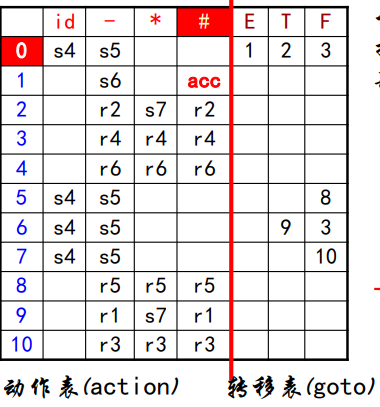 id - * # E T F
0 s4 s5 1 2 3
1 s6 acc
2 r2 s7 r2
3 r4 r4 r4
4 r6 r6 r6
5 s4 s5 8
6 s4 s5 9 3
7 s4 s5 10
8 r5 r5 r5
9 r1 s7 r1
10 r3 r3 r3
动作表(action) 转移表(goto)